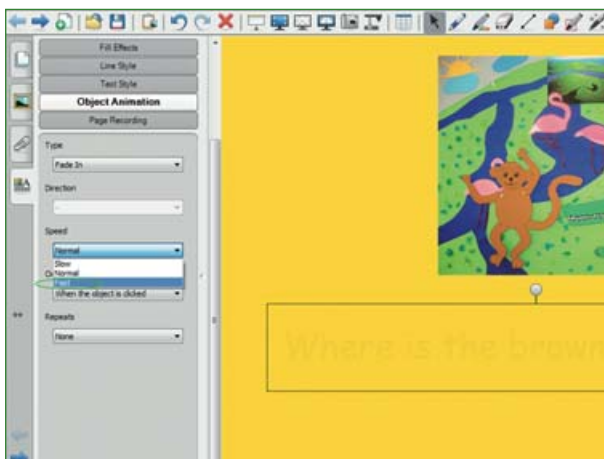 Fill Effects
Line Style
Text Style
Object Animation
Page Recording
Type
Fade In
Direction
Speed
Normal
Slow
Normal
Fast
When the object is clicked
Repeats
None
Where is the brown